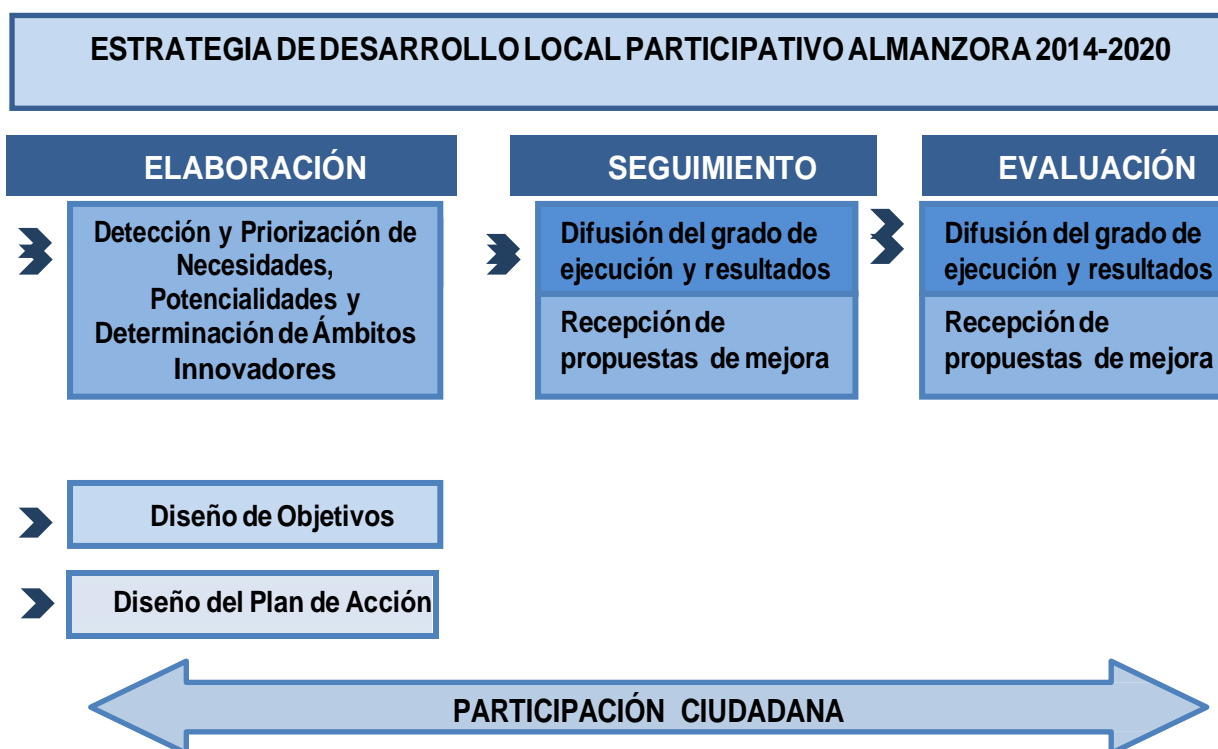 ESTRATEGIA DE DESARROLLO LOCAL PARTICIPATIVO ALMANZORA 2014-2020
ELABORACIÓN
Detección y Priorización de
Necesidades,
Potencialidades y
Determinación de Ámbitos
Innovadores
Diseño de Objetivos
Diseño del Plan de Acción
SEGUIMIENTO
Difusión del grado de
ejecución y resultados
Recepción de
propuestas de mejora
EVALUACIÓN
Difusión del grado de
ejecución y resultados
Recepción de
propuestas de mejora
PARTICIPACIÓN CIUDADANA